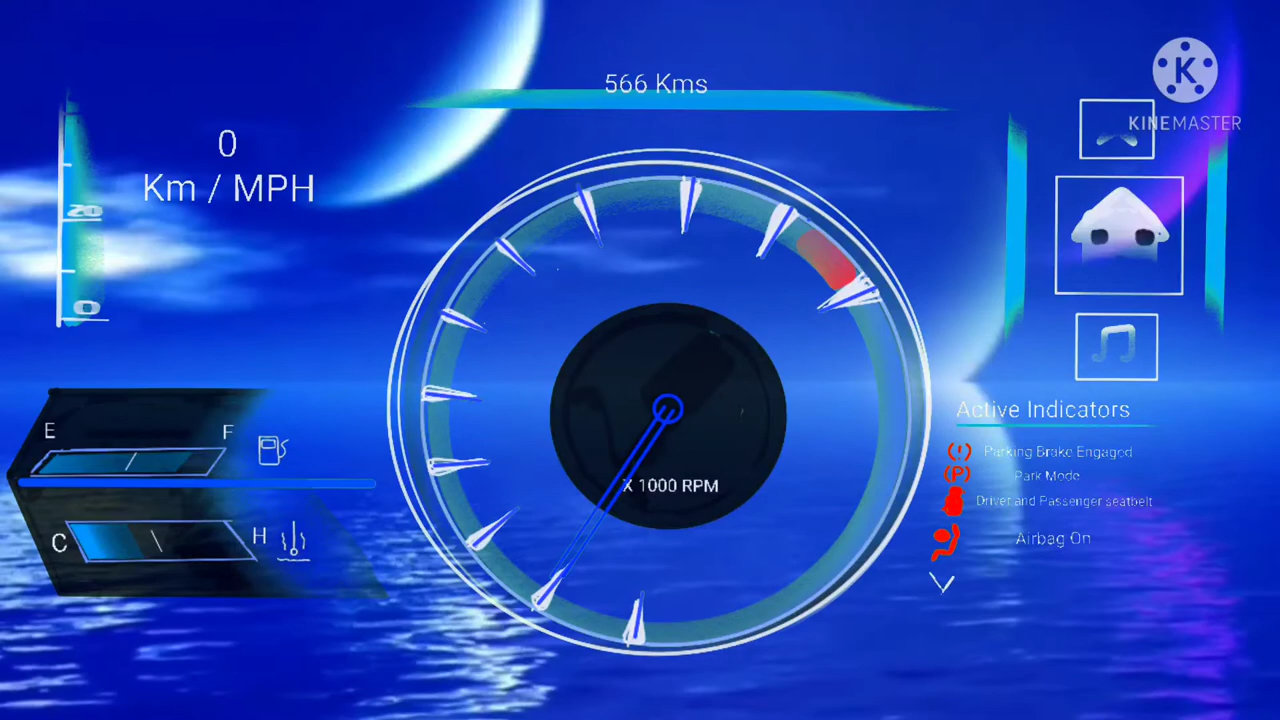 566 Kms
0
Km / MPH
20
0
E
F
C
H
X 1000 RPM
K
KINEMASTER
Active Indicators
(!) Parking Brake Engaged
(P) Park Mode
Driver and Passenger seatbelt
Airbag On